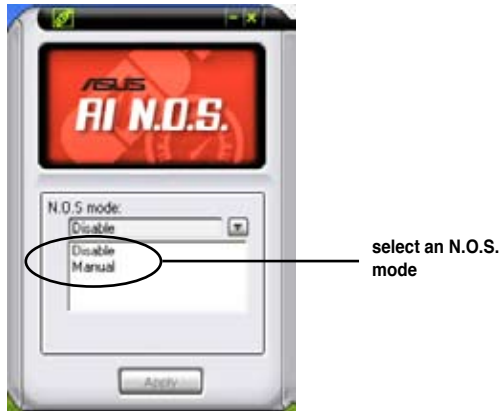 ASUS
AI N.O.S.
N.O.S mode:
Disable
Disable
Manual
select an N.O.S.
mode
Apply